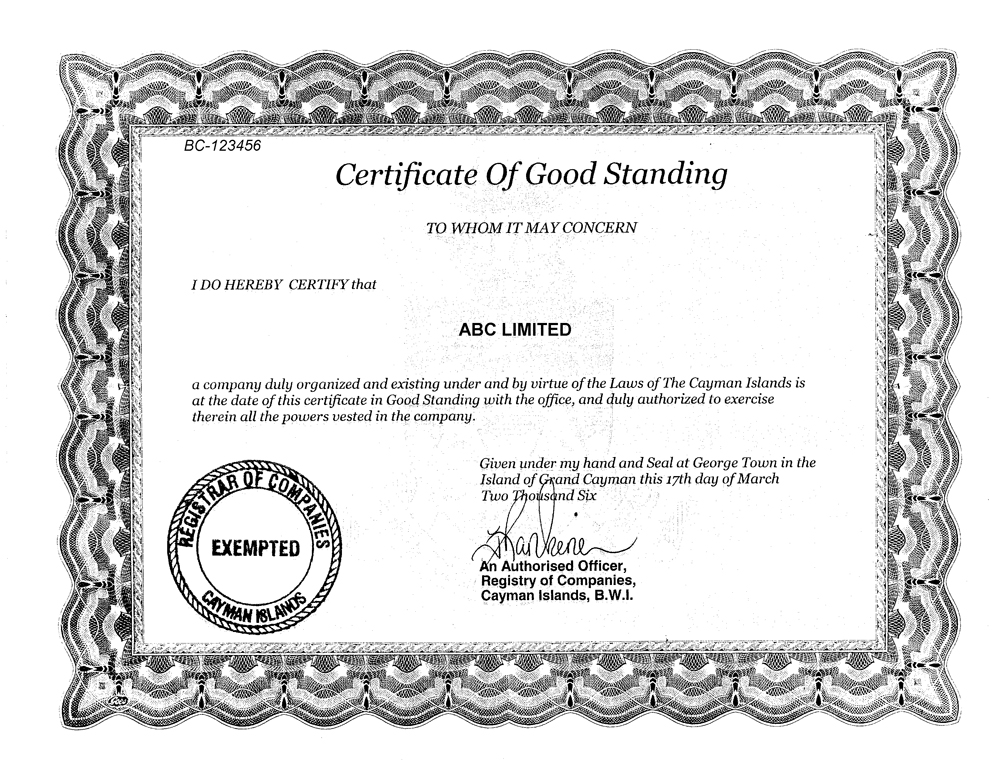 BC-123456
Certificate Of Good Standing
TO WHOM IT MAY CONCERN
I DO HEREBY CERTIFY that
ABC LIMITED
a company duly organized and existing under and by virtue of the Laws of The Cayman Islands is
at the date of this certificate in Good Standing with the office, and duly authorized to exercise
therein all the powers vested in the company.
Given under my hand and Seal at George Town in the
Island of Grand Cayman this 17th day of March
Two Thousand Six
An Authorised Officer,
Registry of Companies,
Cayman Islands, B.W.I.
REGISTRAR OF COMPANIES
EXEMPTED
CAYMAN ISLANDS